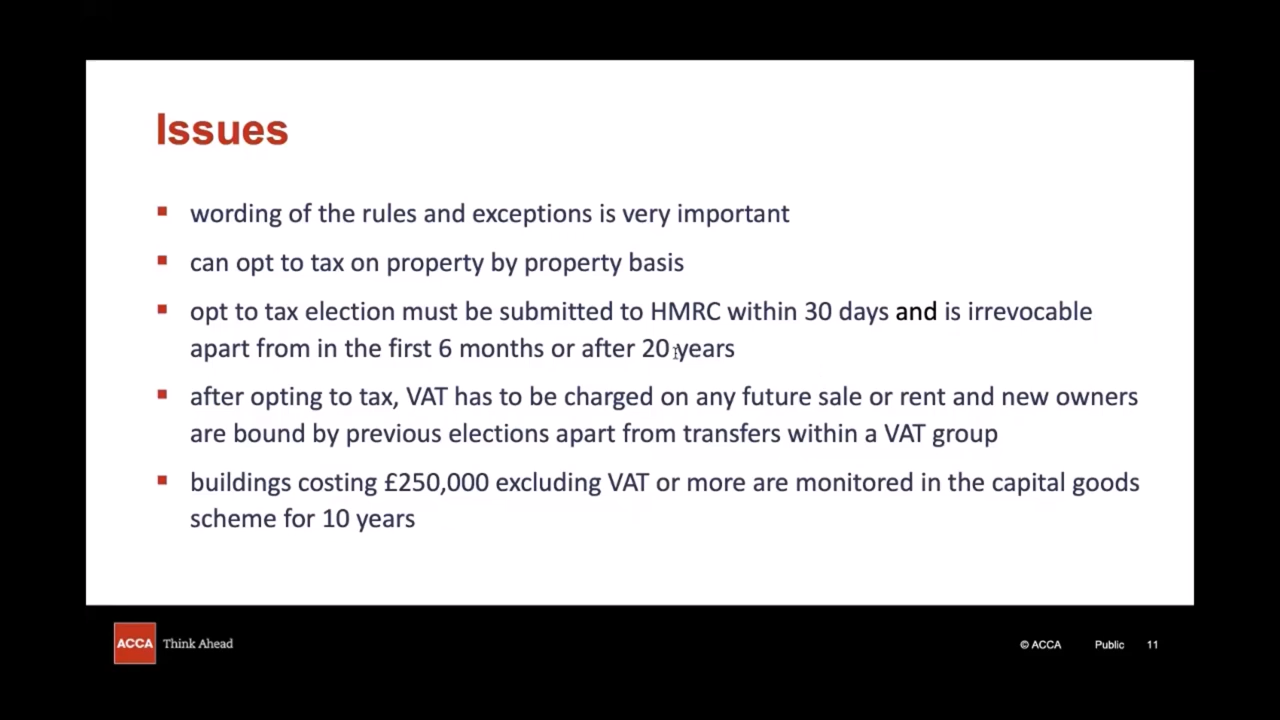 Issues
▪ wording of the rules and exceptions is very important
▪ can opt to tax on property by property basis
▪ opt to tax election must be submitted to HMRC within 30 days and is irrevocable
apart from in the first 6 months or after 20 years
▪ after opting to tax, VAT has to be charged on any future sale or rent and new owners
are bound by previous elections apart from transfers within a VAT group
▪ buildings costing £250,000 excluding VAT or more are monitored in the capital goods
scheme for 10 years
ACCA Think Ahead
© ACCA Public 11